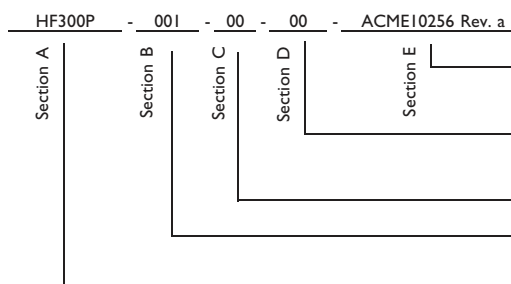 HF300P - 001 - 00 - 00 - ACME10256 Rev. a
Section A
Section B
Section C
Section D
Section E